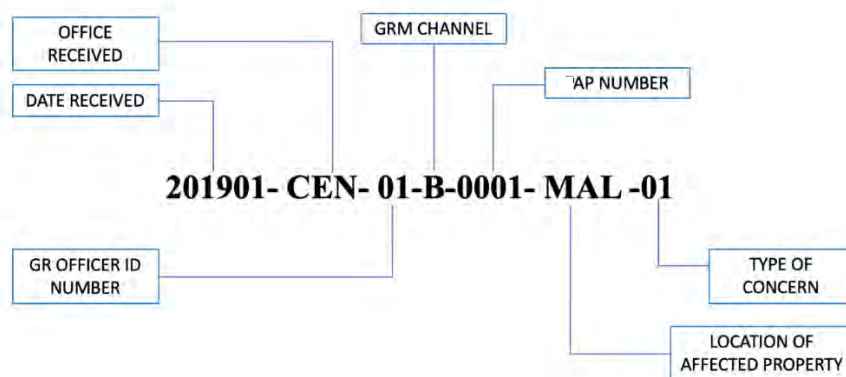 OFFICE
RECEIVED
GRM CHANNEL
DATE RECEIVED
AP NUMBER
201901- CEN- 01-B-0001- MAL -01
GR OFFICER ID
NUMBER
TYPE OF
CONCERN
LOCATION OF
AFFECTED PROPERTY